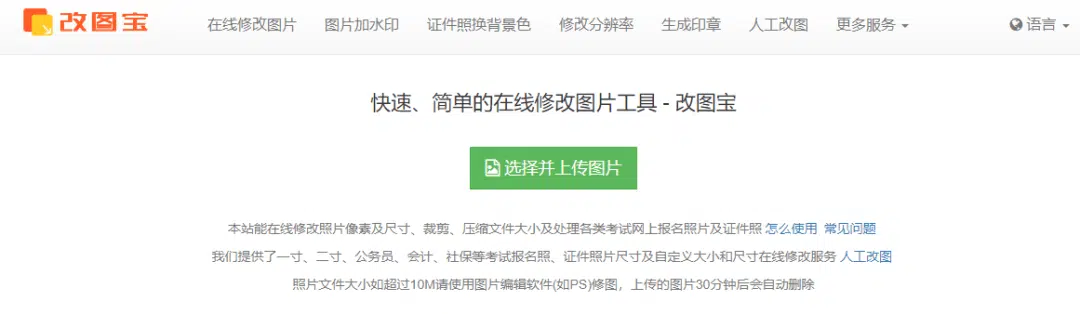 改图宝 在线修改图片 图片加水印 证件照换背景色 修改分辨率 生成印章 人工改图 更多服务 语言
快速、简单的在线修改图片工具 - 改图宝
选择并上传图片
本站能在线修改照片像素及尺寸、裁剪、压缩文件大小及处理各类考试网上报名照片及证件照 怎么使用 常见问题
我们提供了一寸、二寸、公务员、会计、社保等考试报名照、证件照片尺寸及自定义大小和尺寸在线修改服务 人工改图
照片文件大小如超过10M请使用图片编辑软件(如PS)修图，上传的图片30分钟后会自动删除